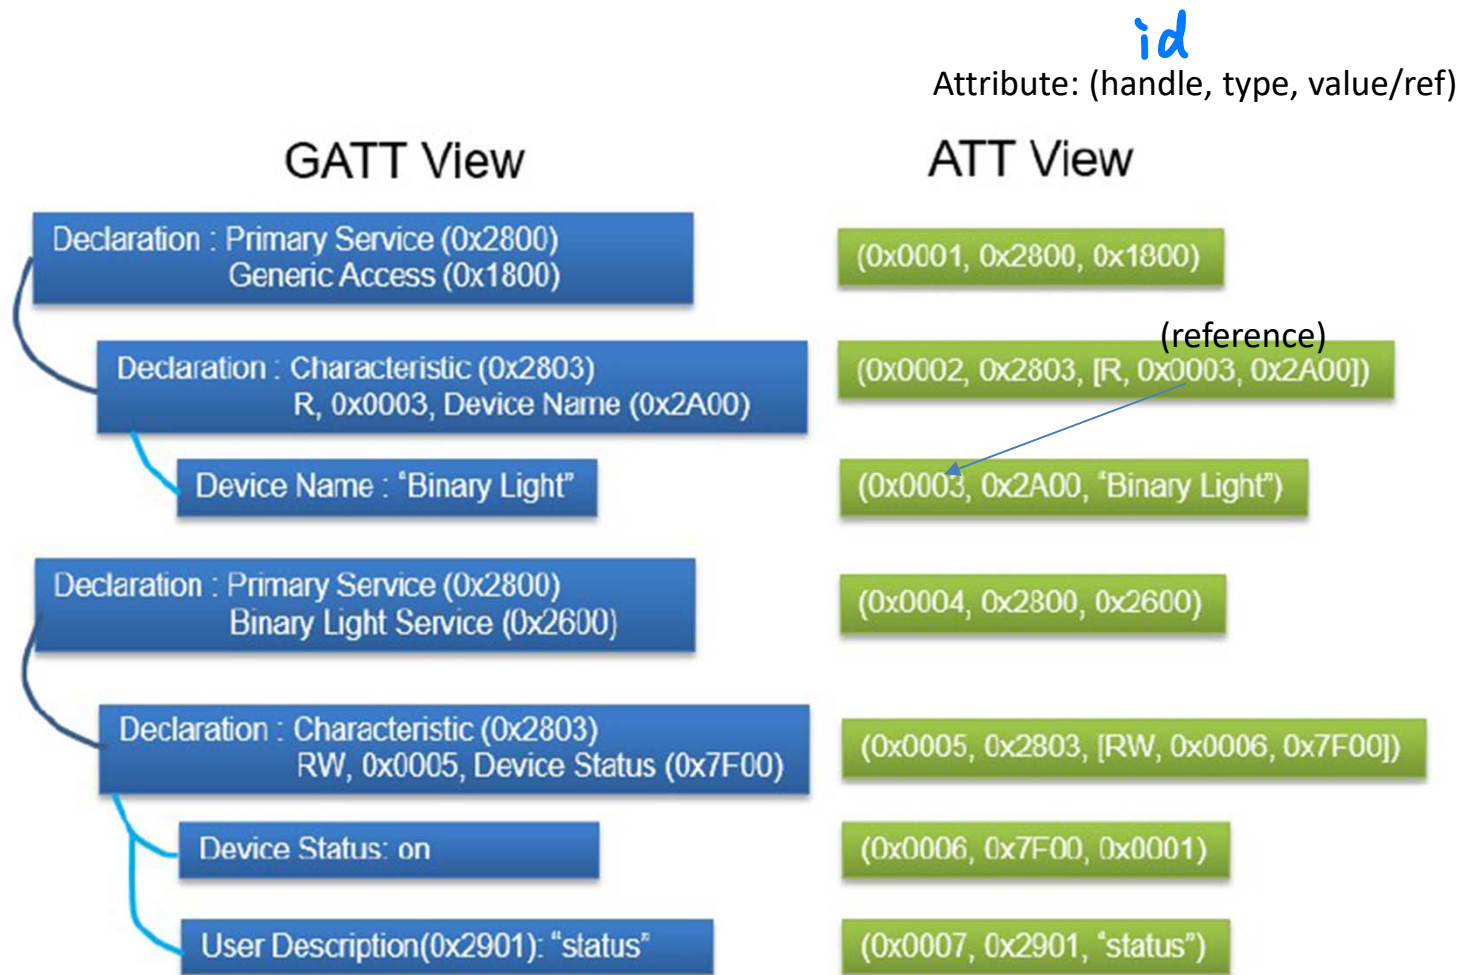 id
Attribute: (handle, type, value/ref)
GATT View
ATT View
Declaration : Primary Service (0x2800)
Generic Access (0x1800)
(0x0001, 0x2800, 0x1800)
(reference)
Declaration : Characteristic (0x2803)
R, 0x0003, Device Name (0x2A00)
(0x0002, 0x2803, [R, 0x0003, 0x2A00])
Device Name : “Binary Light”
(0x0003, 0x2A00, “Binary Light”)
Declaration : Primary Service (0x2800)
Binary Light Service (0x2600)
(0x0004, 0x2800, 0x2600)
Declaration : Characteristic (0x2803)
RW, 0x0005, Device Status (0x7F00)
(0x0005, 0x2803, [RW, 0x0006, 0x7F00])
Device Status: on
(0x0006, 0x7F00, 0x0001)
User Description(0x2901): “status”
(0x0007, 0x2901, “status”)